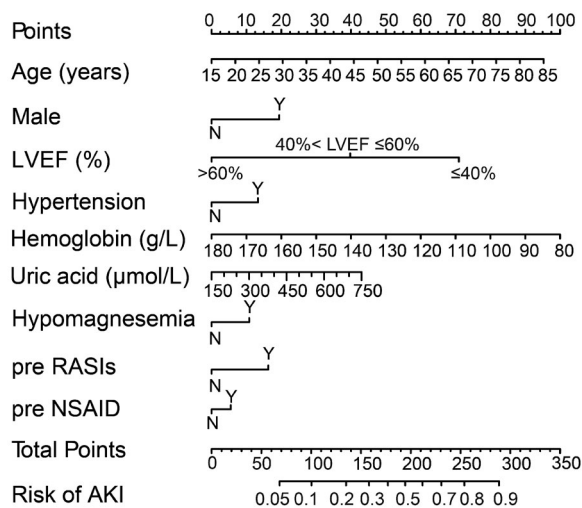 Points 0 10 20 30 40 50 60 70 80 90 100
Age (years) 15 20 25 30 35 40 45 50 55 60 65 70 75 80 85
Male N Y
LVEF (%) >60% 40%< LVEF ≤60% ≤40%
Hypertension N Y
Hemoglobin (g/L) 180 170 160 150 140 130 120 110 100 90 80
Uric acid (μmol/L) 150 300 450 600 750
Hypomagnesemia N Y
pre RASIs N Y
pre NSAID N Y
Total Points 0 50 100 150 200 250 300 350
Risk of AKI 0.05 0.1 0.2 0.3 0.5 0.7 0.8 0.9